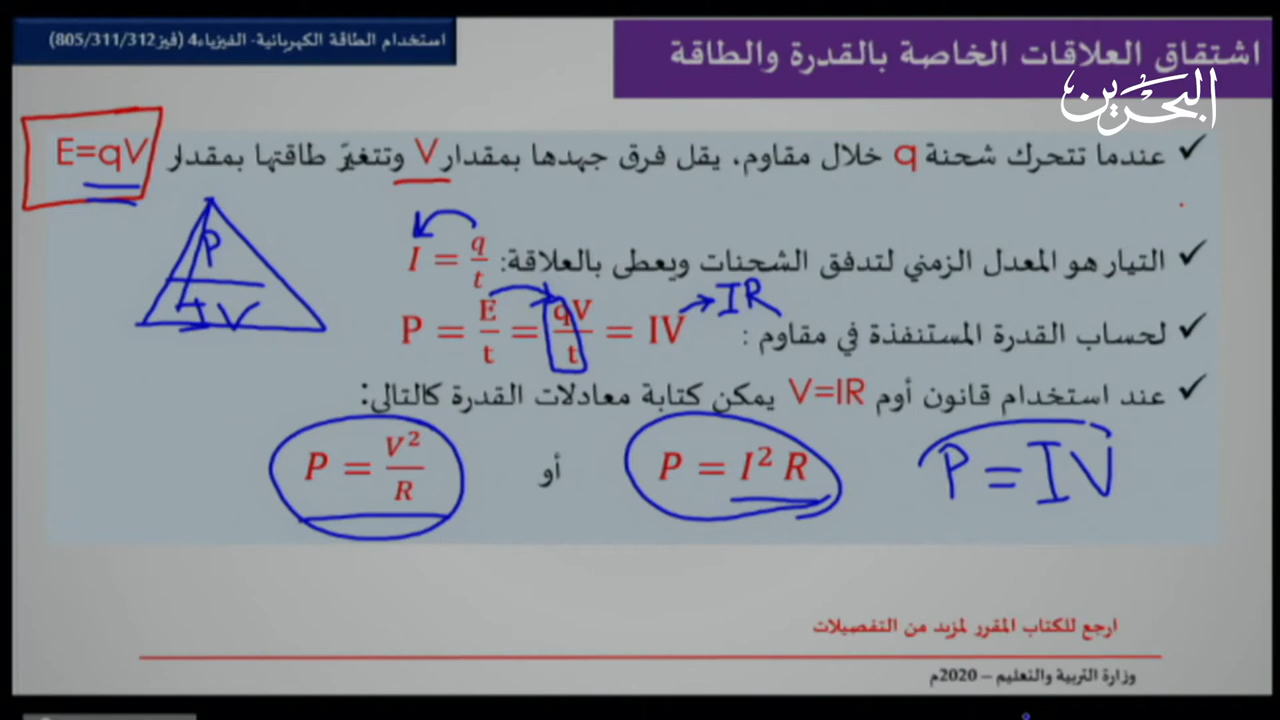 اشتقاق العلاقات الخاصة بالقدرة والطاقة
استخدام الطاقة الكهربائية- الفيزياء4 (فيز312/311/805)
البحرين
✓ عندما تتحرك شحنة q خلال مقاوم، يقل فرق جهدها بمقدار V وتتغيرّ طاقتها بمقدار E=qV
✓ التيار هو المعدل الزمني لتدفق الشحنات ويعطى بالعلاقة: I = q/t
P
IV
✓ لحساب القدرة المستنفذة في مقاوم : P = E/t = qV/t = IV → IR
✓ عند استخدام قانون أوم V=IR يمكن كتابة معادلات القدرة كالتالي:
P = IV
P = I² R أو P = V²/R
ارجع للكتاب المقرر لمزيد من التفصيلات
وزارة التربية والتعليم – 2020م